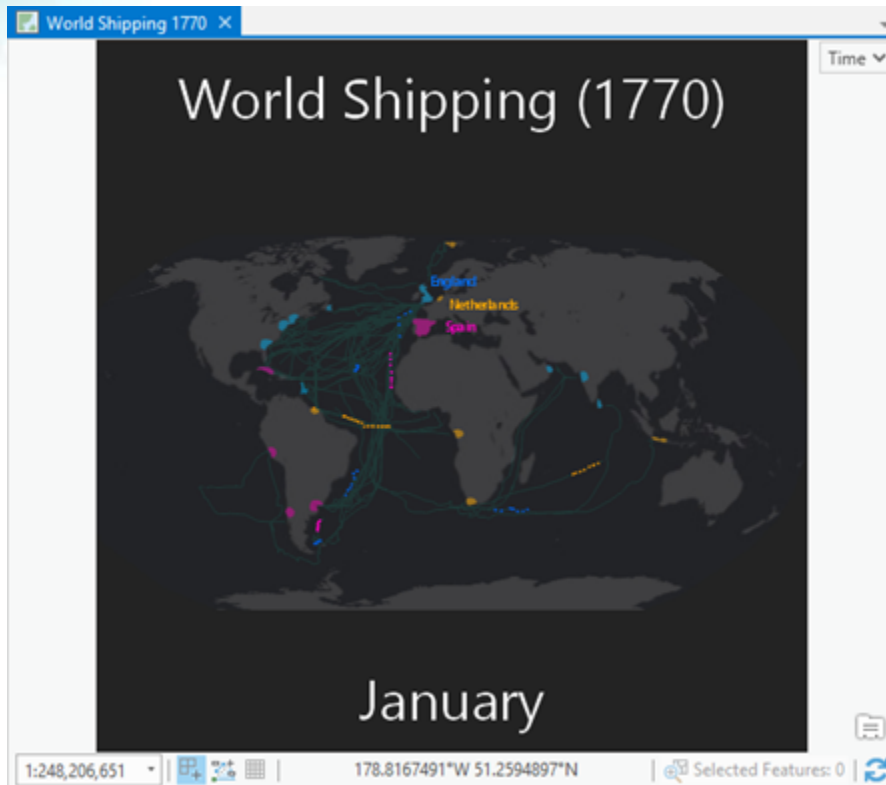 World Shipping 1770
Time
World Shipping (1770)
England
Netherlands
Spain
January
1:248,206,651
178.8167491°W 51.2594897°N
Selected Features: 0